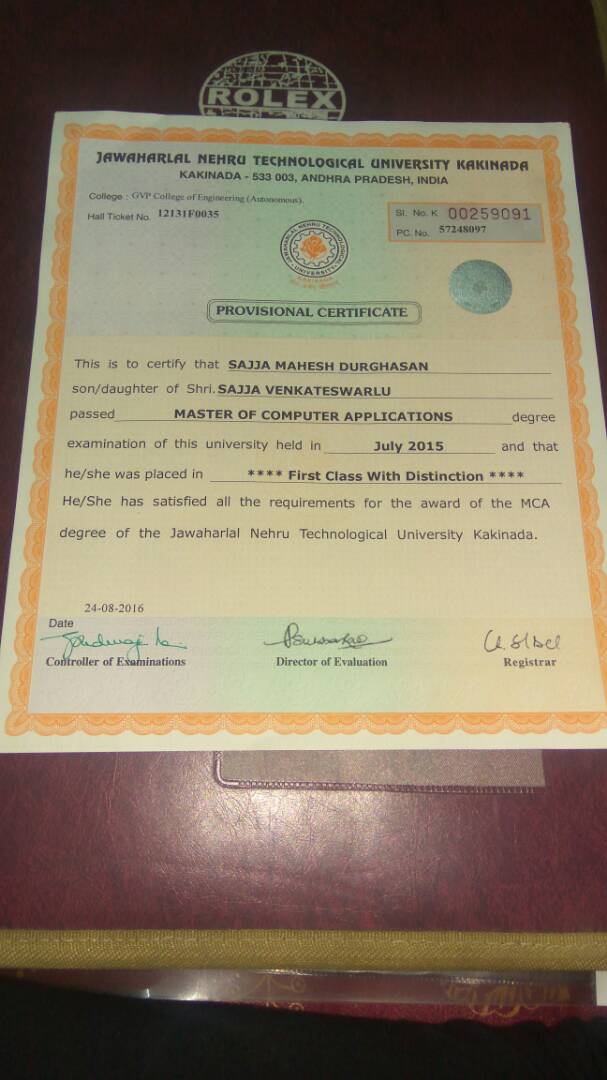 ROLEX
JAWAHARLAL NEHRU TECHNOLOGICAL UNIVERSITY KAKINADA
KAKINADA - 533 003, ANDHRA PRADESH, INDIA
College : GVP College of Engineering (Autonomous).
Hall Ticket No. 12131F0035
Sl. No. K 00259091
PC. No. 57248097
JAWAHARLAL NEHRU TECHNOLOGICAL
UNIVERSITY
KAKINADA
PROVISIONAL CERTIFICATE
This is to certify that SAJJA MAHESH DURGHASAN
son/daughter of Shri. SAJJA VENKATESWARLU
passed MASTER OF COMPUTER APPLICATIONS degree
examination of this university held in July 2015 and that
he/she was placed in **** First Class With Distinction ****
He/She has satisfied all the requirements for the award of the MCA
degree of the Jawaharlal Nehru Technological University Kakinada.
24-08-2016
Date
Controller of Examinations
Director of Evaluation
Registrar